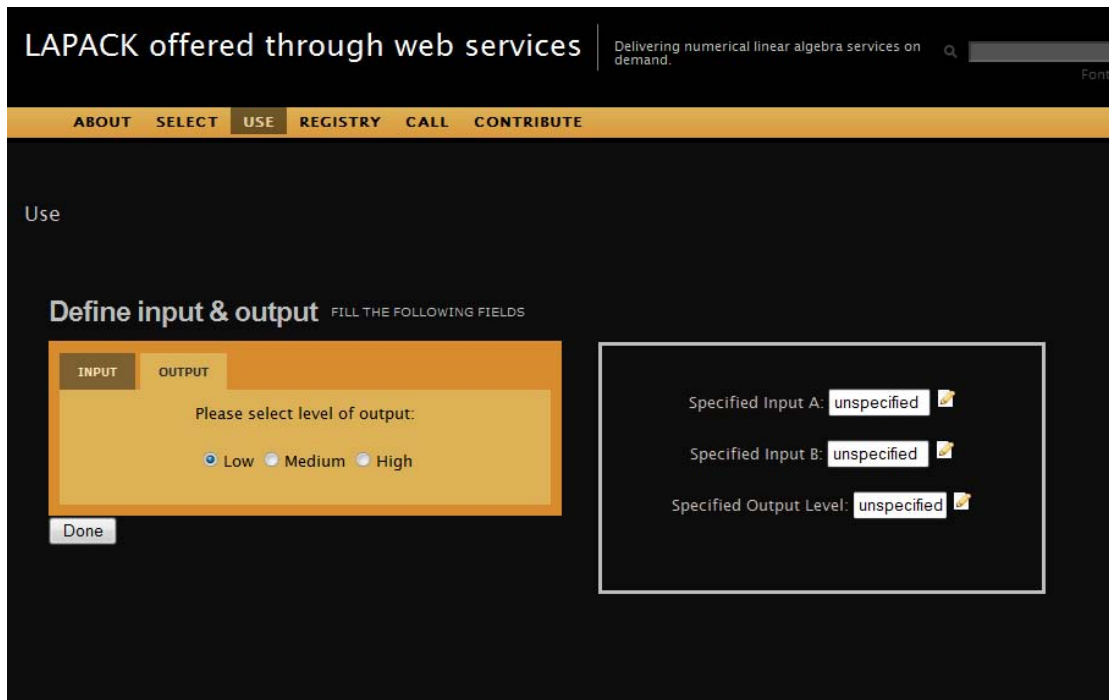 LAPACK offered through web services
Delivering numerical linear algebra services on
demand.
Font
ABOUT SELECT USE REGISTRY CALL CONTRIBUTE
Use
Define input & output FILL THE FOLLOWING FIELDS
INPUT OUTPUT
Please select level of output:
Low Medium High
Done
Specified Input A: unspecified
Specified Input B: unspecified
Specified Output Level: unspecified